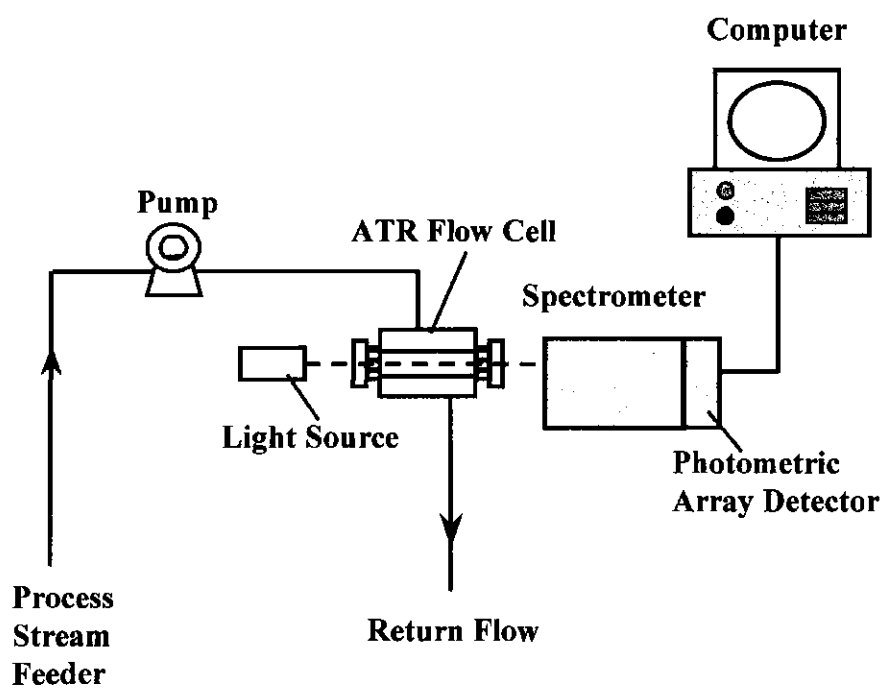 Computer
Pump
ATR Flow Cell
Spectrometer
Light Source
Photometric
Array Detector
Process
Stream
Feeder
Return Flow